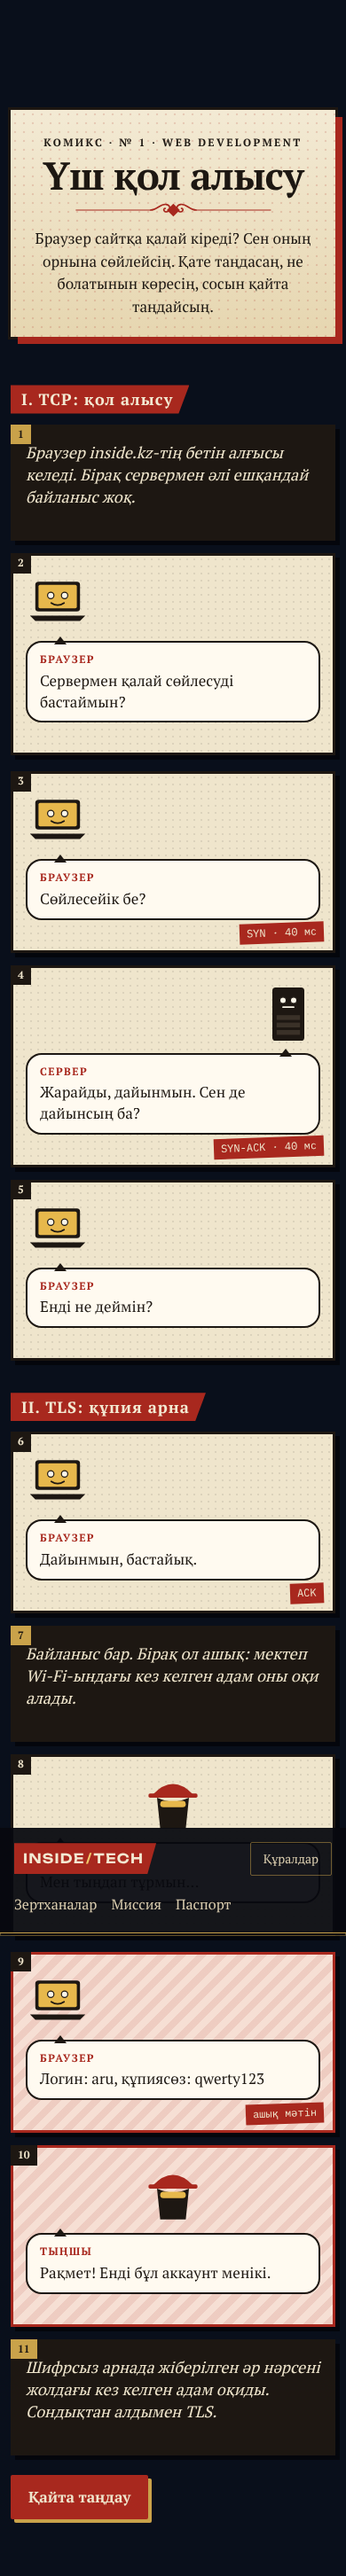 КОМИКС · № 1 · WEB DEVELOPMENT
Үш қол алысу
Браузер сайтқа қалай кіреді? Сен оның
орнына сөйлейсің. Қате таңдасаң, не
болатынын көресің, сосын қайта
таңдайсың.
I. TCP: қол алысу
1
Браузер inside.kz-тің бетін алғысы
келеді. Бірақ сервермен әлі ешқандай
байланыс жоқ.
2
БРАУЗЕР
Сервермен қалай сөйлесуді
бастаймын?
3
БРАУЗЕР
Сөйлесейік бе?
SYN · 40 мс
4
СЕРВЕР
Жарайды, дайынмын. Сен де
дайынсың ба?
SYN-ACK · 40 мс
5
БРАУЗЕР
Енді не деймін?
II. TLS: құпия арна
6
БРАУЗЕР
Дайынмын, бастайық.
ACK
7
Байланыс бар. Бірақ ол ашық: мектеп
Wi-Fi-ындағы кез келген адам оны оқи
алады.
8
INSIDE/TECH
Құралдар
Мен тыңдап тұрмын...
Зертханалар Миссия Паспорт
9
БРАУЗЕР
Логин: aru, құпиясөз: qwerty123
ашық мәтін
10
ТЫҢШЫ
Рақмет! Енді бұл аккаунт менікі.
11
Шифрсыз арнада жіберілген әр нәрсені
жолдағы кез келген адам оқиды.
Сондықтан алдымен TLS.
Қайта таңдау